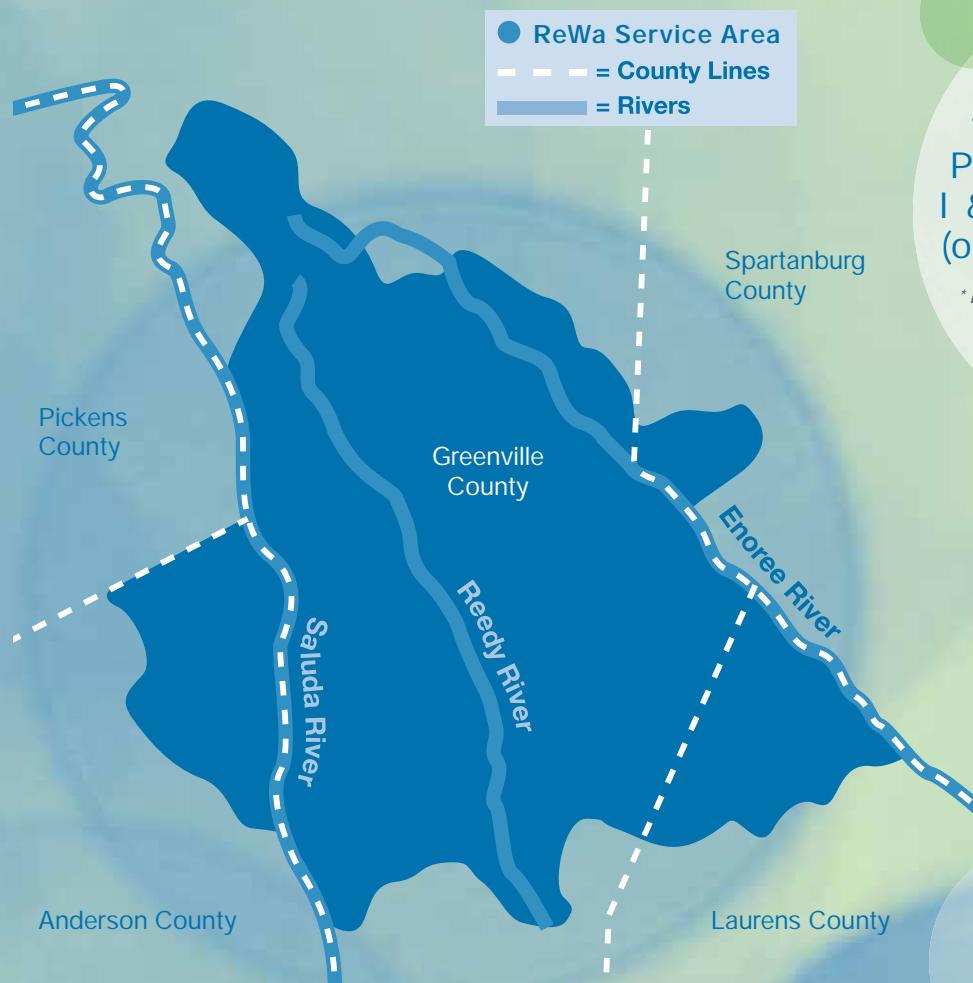 ReWa Service Area
= County Lines
= Rivers
P
I &
(o
*
Spartanburg
County
Pickens
County
Greenville
County
Enoree River
Reedy River
Saluda River
Anderson County
Laurens County